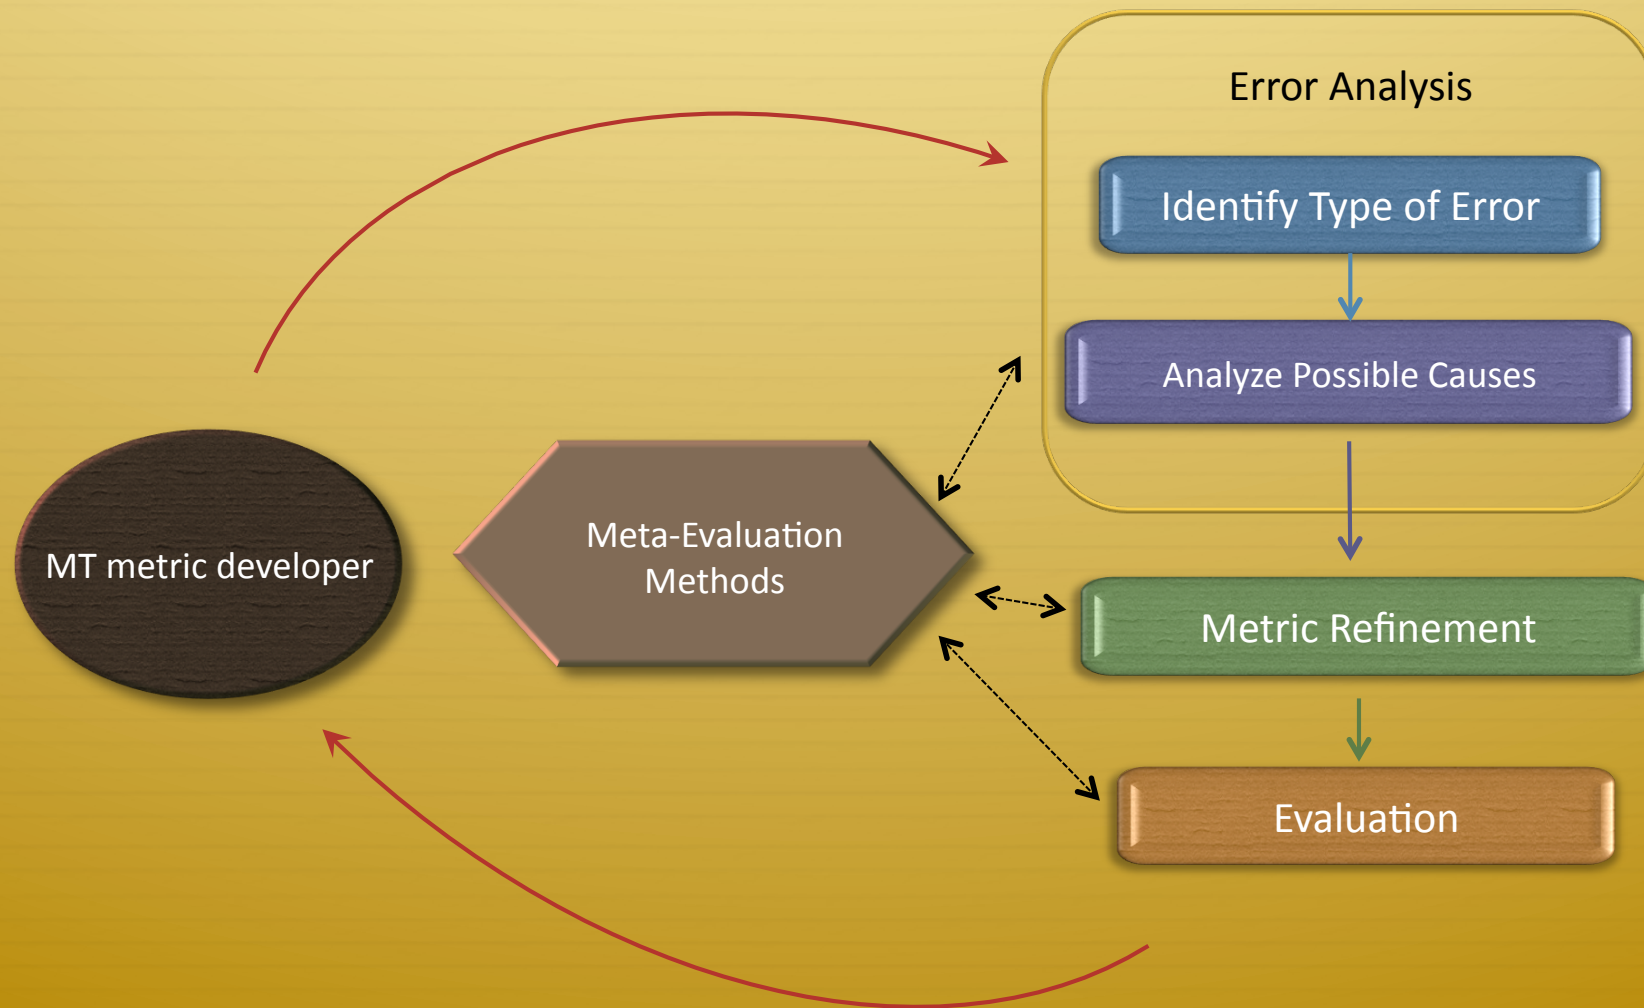 Error Analysis
Identify Type of Error
Analyze Possible Causes
MT metric developer
Meta-Evaluation
Methods
Metric Refinement
Evaluation